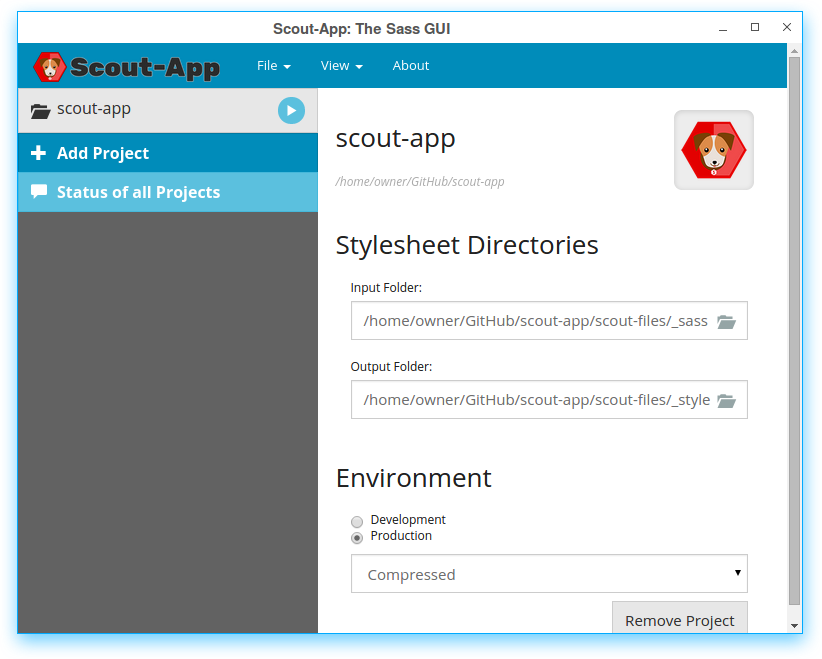 Scout-App: The Sass GUI
Scout-App File View About
scout-app
Add Project
Status of all Projects
scout-app
/home/owner/GitHub/scout-app
Stylesheet Directories
Input Folder:
/home/owner/GitHub/scout-app/scout-files/_sass
Output Folder:
/home/owner/GitHub/scout-app/scout-files/_style
Environment
Development
Production
Compressed
Remove Project